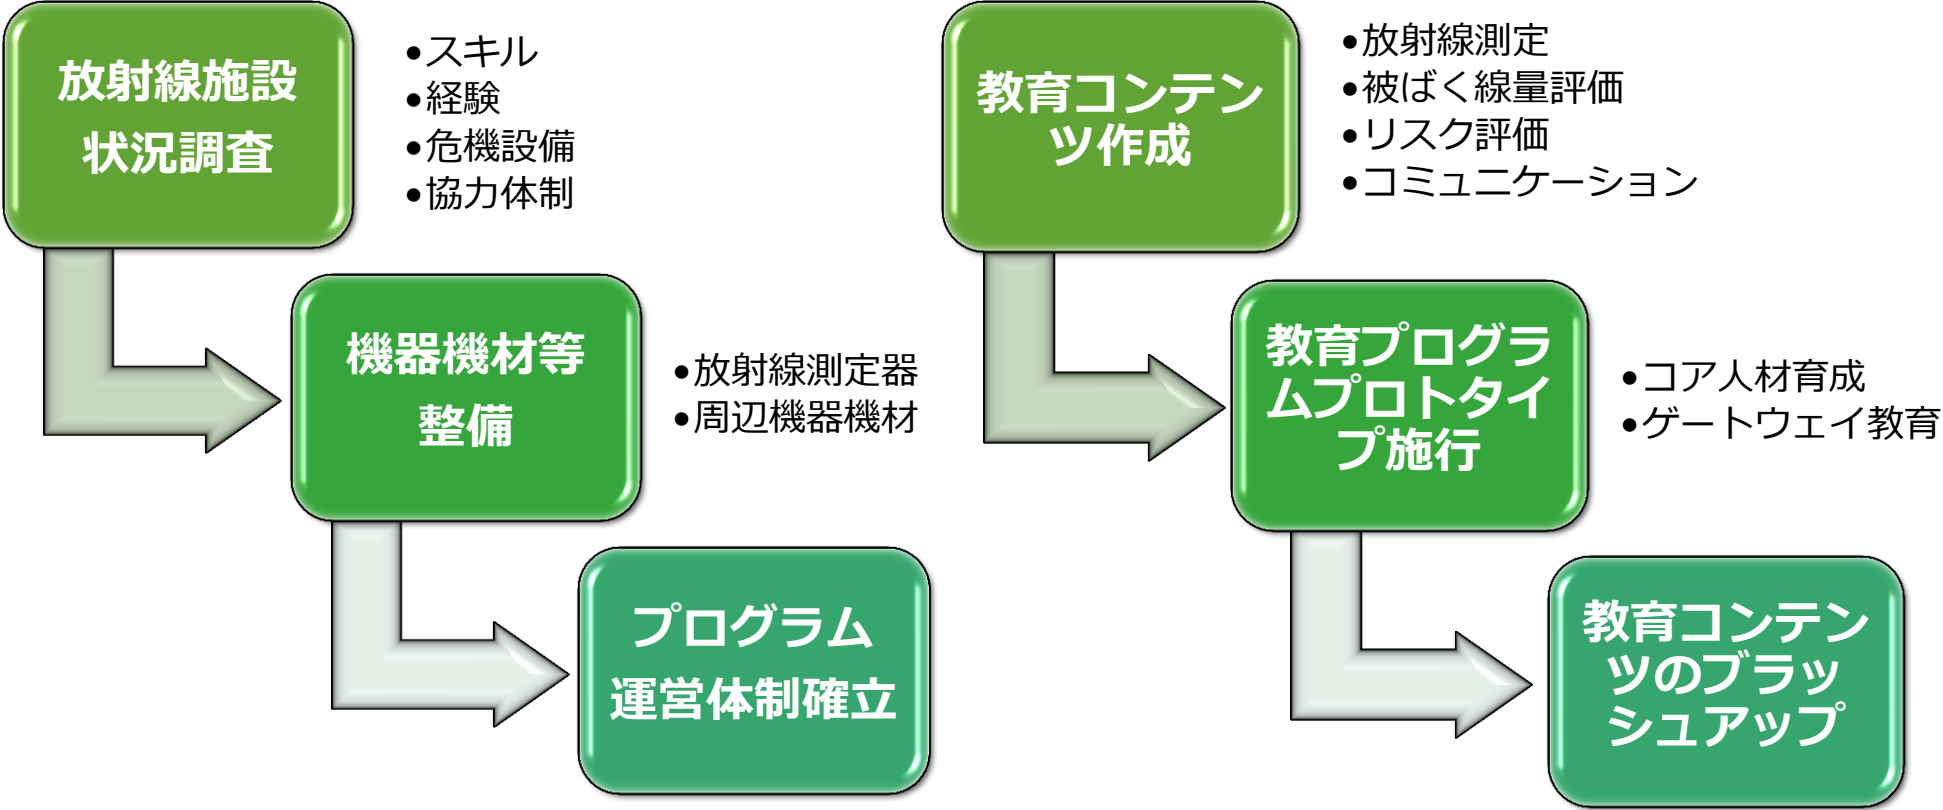 放射線施設
状況調査
•スキル
•経験
•危機設備
•協力体制
機器機材等
整備
•放射線測定器
•周辺機器機材
プログラム
運営体制確立
教育コンテン
ツ作成
•放射線測定
•被ばく線量評価
•リスク評価
•コミュニケーション
教育プログラ
ムプロトタイ
プ施行
•コア人材育成
•ゲートウェイ教育
教育コンテン
ツのブラッ
シュアップ